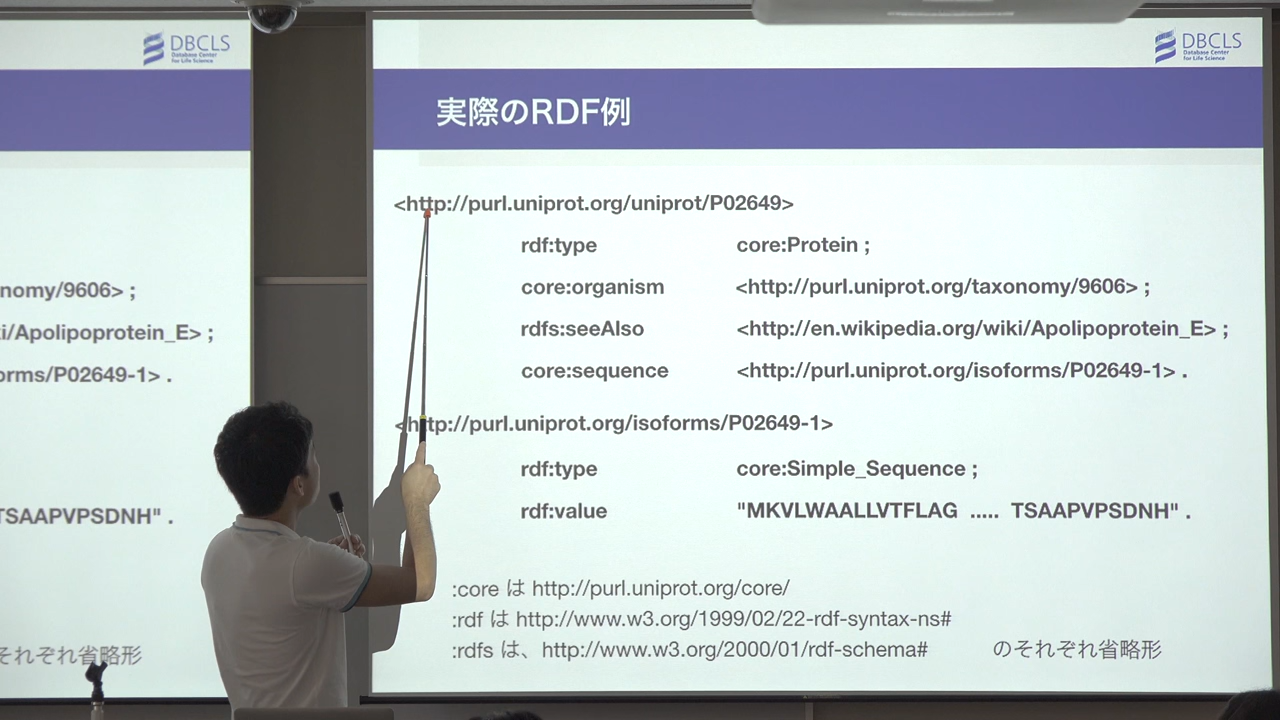 DBCLS
Database Center
for Life Science
nomy/9606> ;
ki/Apolipoprotein_E> ;
orms/P02649-1> .
TSAAPVPSDNH" .
それぞれ省略形
DBCLS
Database Center
for Life Science
実際のRDF例
<http://purl.uniprot.org/uniprot/P02649>
rdf:type core:Protein ;
core:organism <http://purl.uniprot.org/taxonomy/9606> ;
rdfs:seeAlso <http://en.wikipedia.org/wiki/Apolipoprotein_E> ;
core:sequence <http://purl.uniprot.org/isoforms/P02649-1> .
<http://purl.uniprot.org/isoforms/P02649-1>
rdf:type core:Simple_Sequence ;
rdf:value "MKVLWAALLVTFLAG ..... TSAAPVPSDNH" .
:core は http://purl.uniprot.org/core/
:rdf は http://www.w3.org/1999/02/22-rdf-syntax-ns#
:rdfs は、http://www.w3.org/2000/01/rdf-schema# のそれぞれ省略形